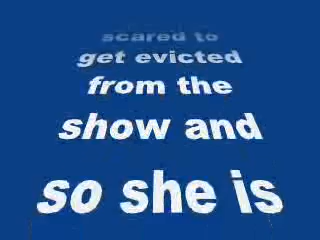 scared to
get evicted
from the
show and
so she is